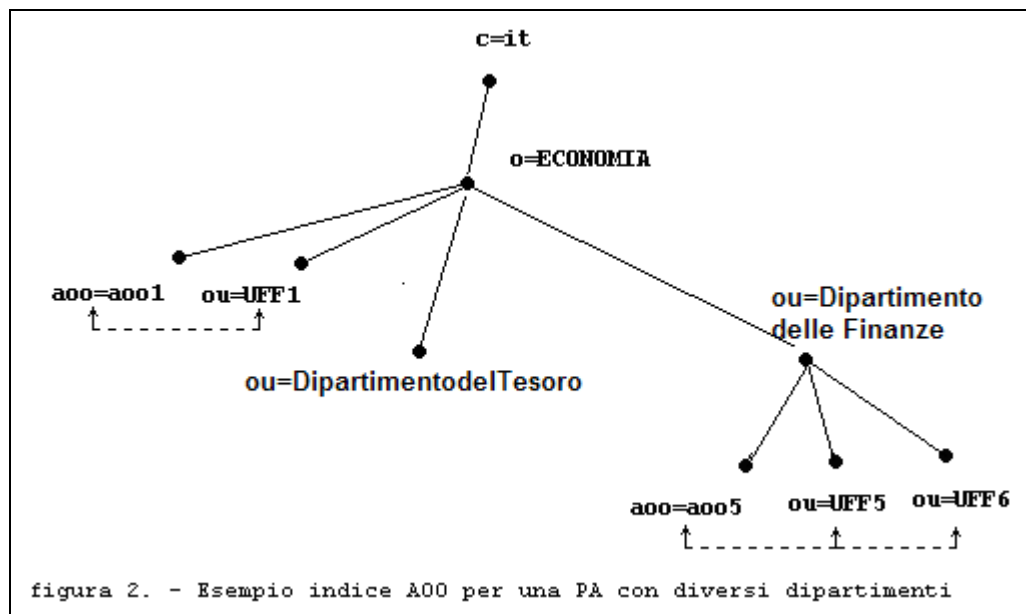 c=it
o=ECONOMIA
aoo=aoo1
ou=UFF1
ou=Dipartimento
delle Finanze
ou=DipartimentodelTesoro
aoo=aoo5
ou=UFF5
ou=UFF6
figura 2. - Esempio indice AOO per una PA con diversi dipartimenti